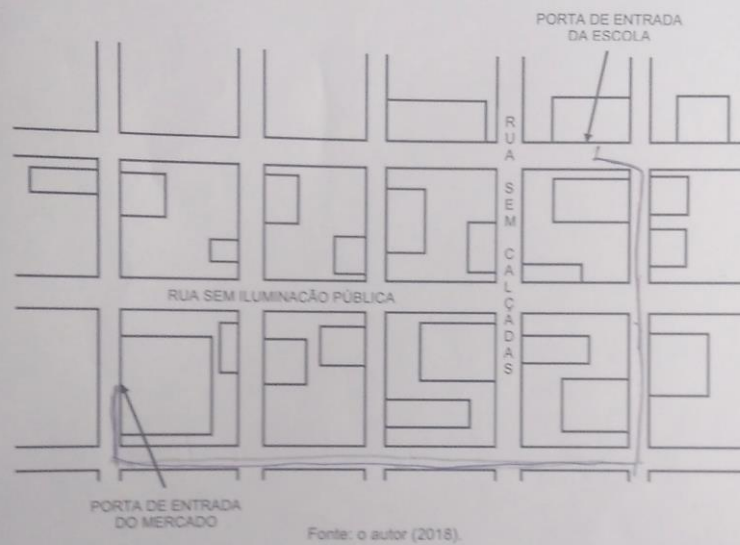 PORTA DE ENTRADA
DA ESCOLA
RUA SEM CALÇADAS
RUA SEM ILUMINAÇÃO PÚBLICA
PORTA DE ENTRADA
DO MERCADO
Fonte: o autor (2018).